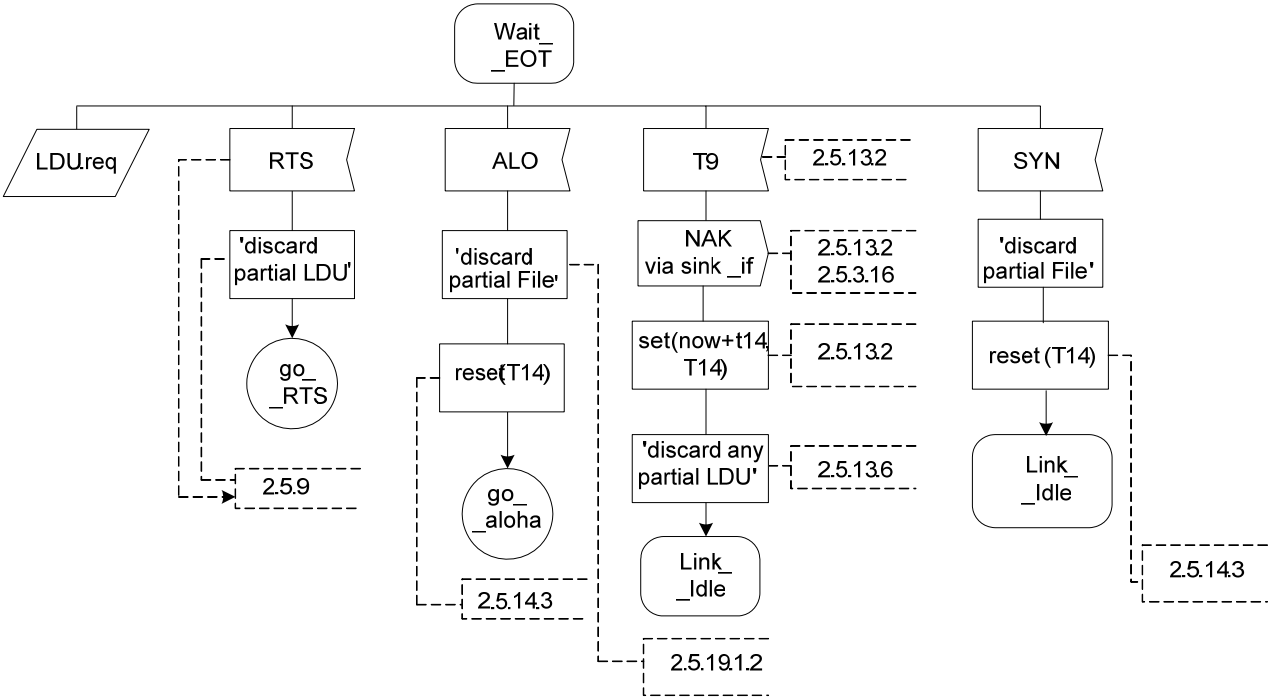 Wait_
_EOT
LDU.req
RTS
ALO
T9
2.5.13.2
SYN
'discard
partial LDU'
'discard
partial File'
NAK
via sink _if
2.5.13.2
2.5.3.16
'discard
partial File'
go_
_RTS
reset(T14)
set(now+t14,
T14)
2.5.13.2
reset (T14)
2.5.9
go_
_aloha
'discard any
partial LDU'
2.5.13.6
Link_
_Idle
2.5.14.3
Link_
_Idle
2.5.14.3
2.5.19.1.2